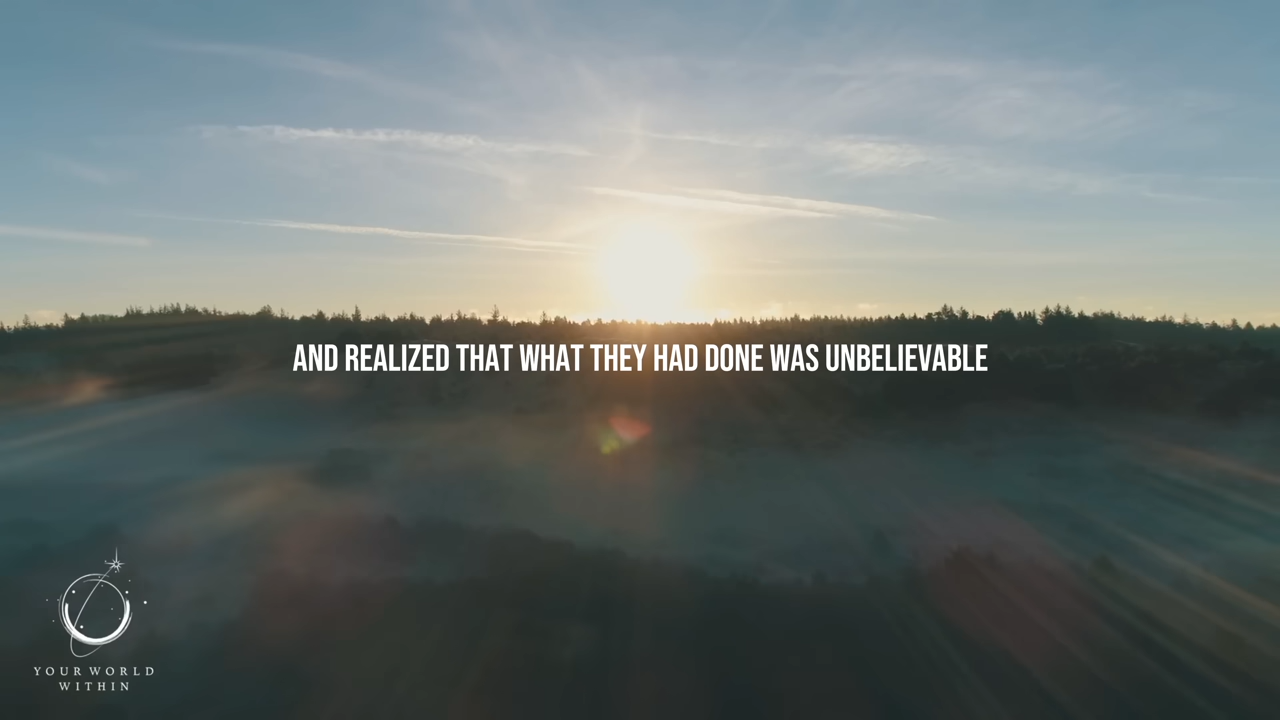 AND REALIZED THAT WHAT THEY HAD DONE WAS UNBELIEVABLE
YOUR WORLD
WITHIN